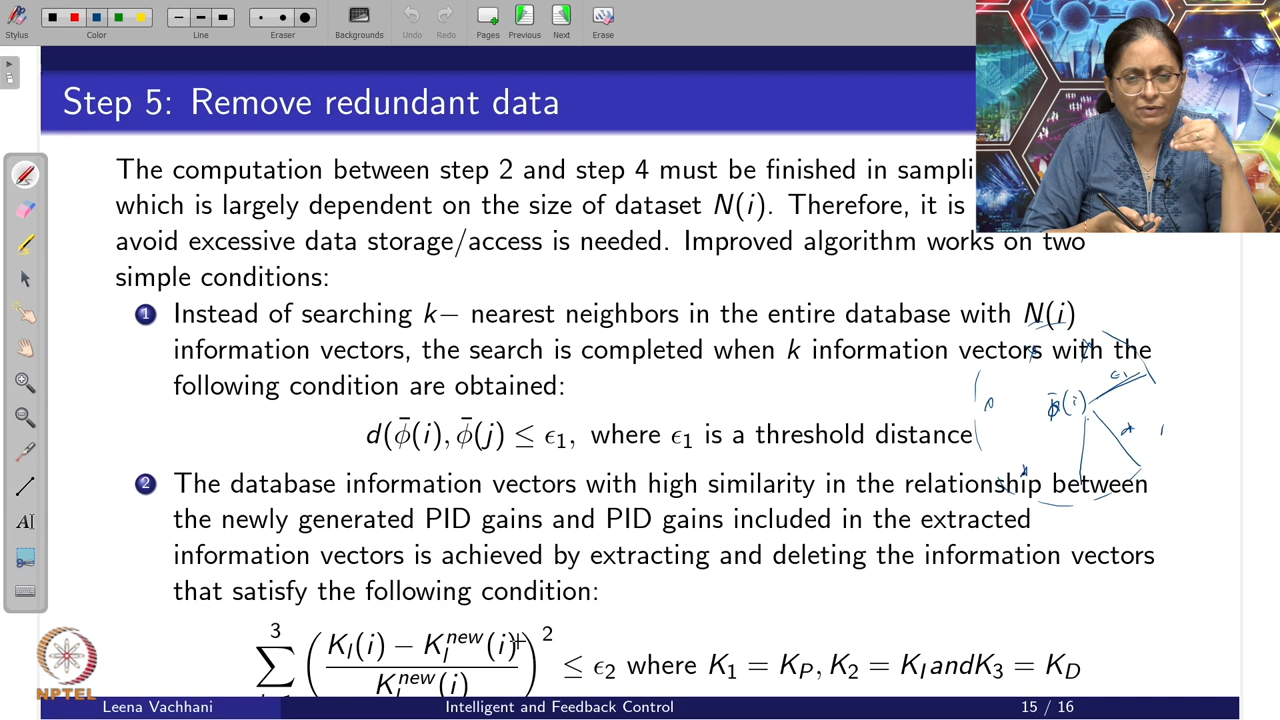 Stylus
Color
Line
Eraser
Backgrounds
Undo
Redo
Pages
Previous
Next
Erase
Step 5: Remove redundant data
The computation between step 2 and step 4 must be finished in sampli
which is largely dependent on the size of dataset N(i). Therefore, it is
avoid excessive data storage/access is needed. Improved algorithm works on two
simple conditions:
1 Instead of searching k− nearest neighbors in the entire database with N(i)
information vectors, the search is completed when k information vectors with the
following condition are obtained:
d(ϕ̄(i), ϕ̄(j) ≤ ϵ₁, where ϵ₁ is a threshold distance
ϵ₁
ϕ̄(i)
2 The database information vectors with high similarity in the relationship between
the newly generated PID gains and PID gains included in the extracted
information vectors is achieved by extracting and deleting the information vectors
that satisfy the following condition:
∑ 3 ( K_l(i) − K_l^new(i) / K_l^new(i) )² ≤ ϵ₂ where K₁ = K_P, K₂ = K_I and K₃ = K_D
NPTEL
Leena Vachhani Intelligent and Feedback Control 15 / 16